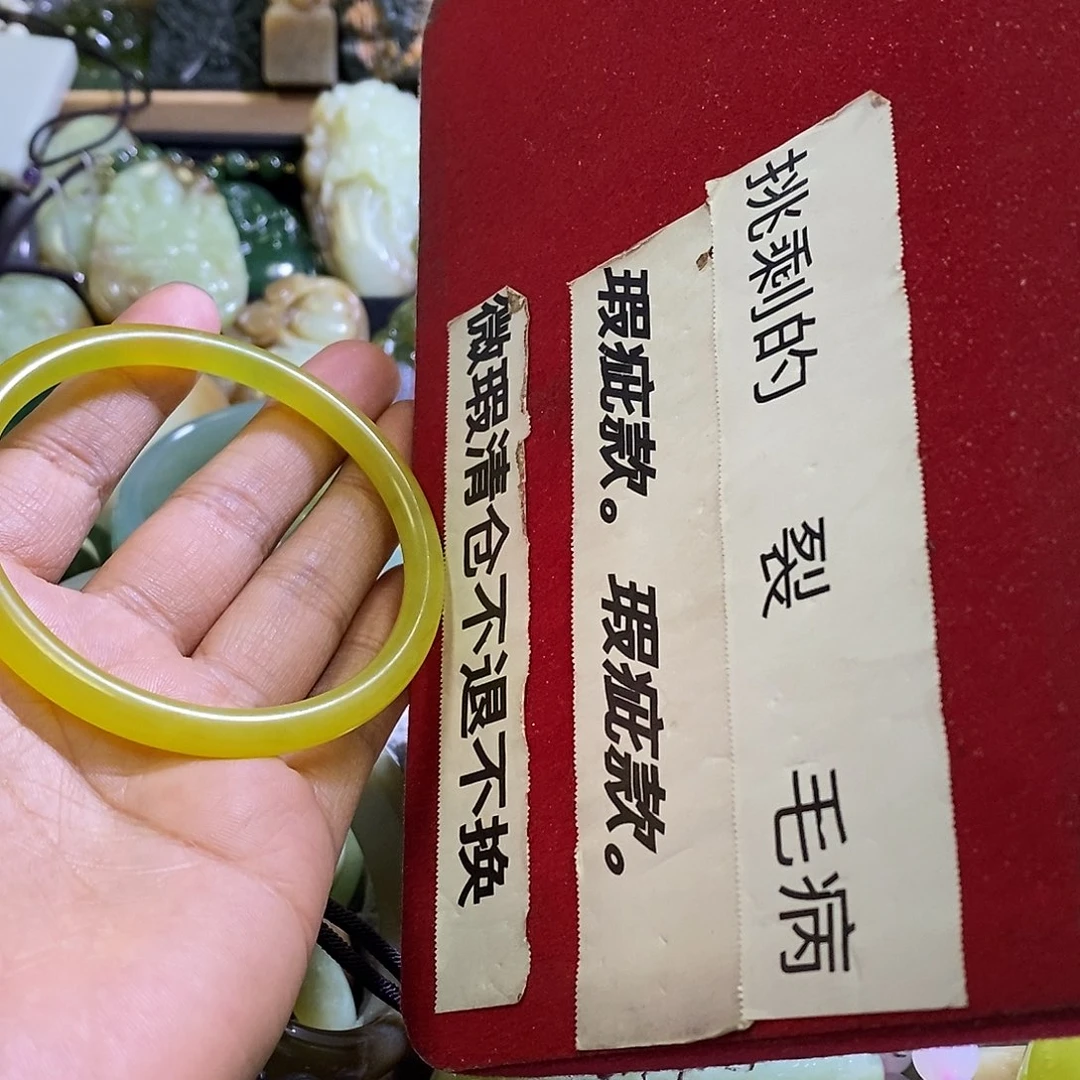 挑剩的 裂 毛病
瑕疵款。 瑕疵款。
微瑕清仓不退不换